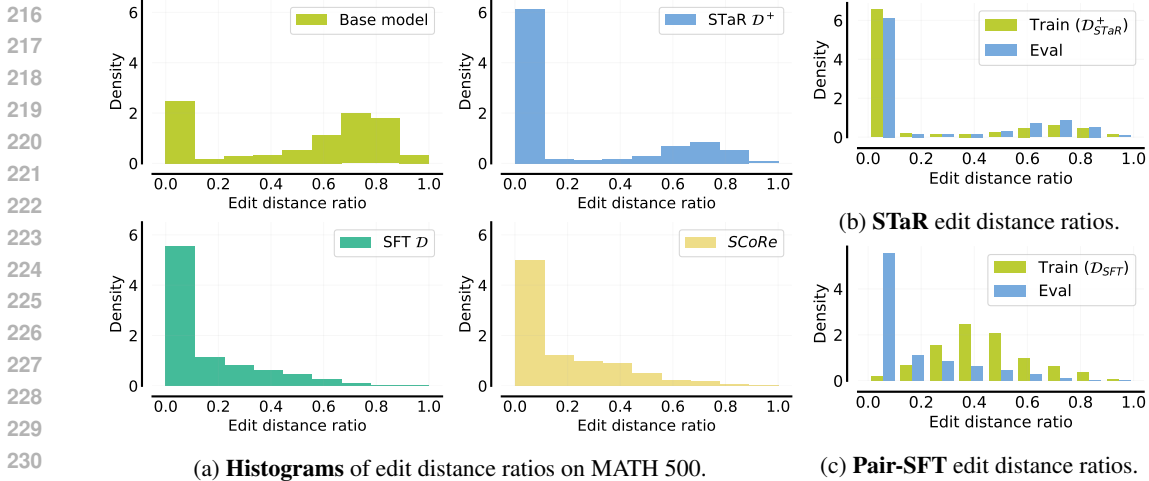 216
217
218
219
220
221
222
223
224
225
226
227
228
229
230
Base model
Density
6
4
2
0
0.0 0.2 0.4 0.6 0.8 1.0
Edit distance ratio
STaR 𝒟⁺
Density
6
4
2
0
0.0 0.2 0.4 0.6 0.8 1.0
Edit distance ratio
SFT 𝒟
Density
6
4
2
0
0.0 0.2 0.4 0.6 0.8 1.0
Edit distance ratio
SCoRe
Density
6
4
2
0
0.0 0.2 0.4 0.6 0.8 1.0
Edit distance ratio
(a) Histograms of edit distance ratios on MATH 500.
Train (𝒟⁺STaR)
Eval
Density
6
4
2
0
0.0 0.2 0.4 0.6 0.8 1.0
Edit distance ratio
(b) STaR edit distance ratios.
Train (𝒟SFT)
Eval
Density
4
2
0
0.0 0.2 0.4 0.6 0.8 1.0
Edit distance ratio
(c) Pair-SFT edit distance ratios.